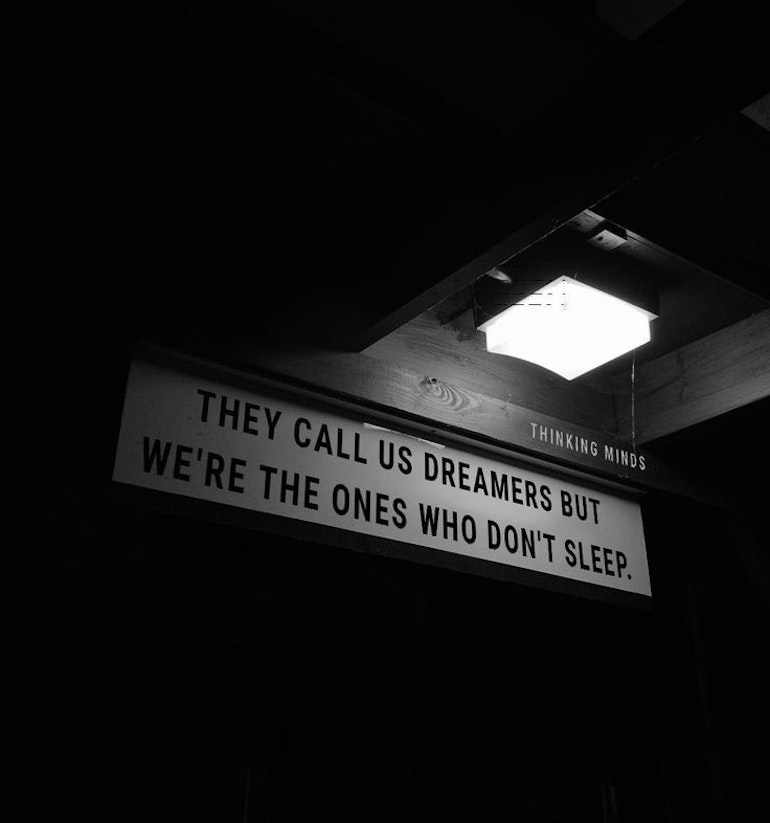 THINKING MINDS
THEY CALL US DREAMERS BUT
WE'RE THE ONES WHO DON'T SLEEP.